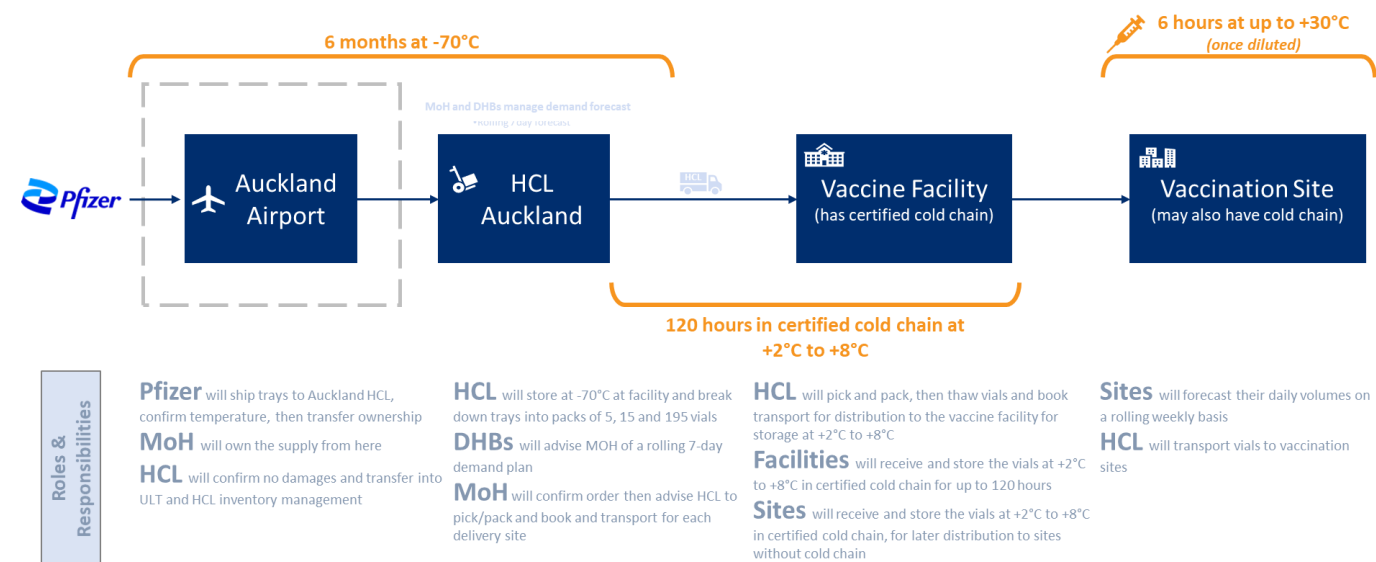 6 months at -70°C
6 hours at up to +30°C
(once diluted)
MoH and DHBs manage demand forecast
•Rolling 7day forecast
Pfizer
Auckland
Airport
HCL
Auckland
HCL
Vaccine Facility
(has certified cold chain)
Vaccination Site
(may also have cold chain)
120 hours in certified cold chain at
+2°C to +8°C
Roles &
Responsibilities
Pfizer will ship trays to Auckland HCL,
confirm temperature, then transfer ownership
MoH will own the supply from here
HCL will confirm no damages and transfer into
ULT and HCL inventory management
HCL will store at -70°C at facility and break
down trays into packs of 5, 15 and 195 vials
DHBs will advise MOH of a rolling 7-day
demand plan
MoH will confirm order then advise HCL to
pick/pack and book and transport for each
delivery site
HCL will pick and pack, then thaw vials and book
transport for distribution to the vaccine facility for
storage at +2°C to +8°C
Facilities will receive and store the vials at +2°C
to +8°C in certified cold chain for up to 120 hours
Sites will receive and store the vials at +2°C to +8°C
in certified cold chain, for later distribution to sites
without cold chain
Sites will forecast their daily volumes on
a rolling weekly basis
HCL will transport vials to vaccination
sites